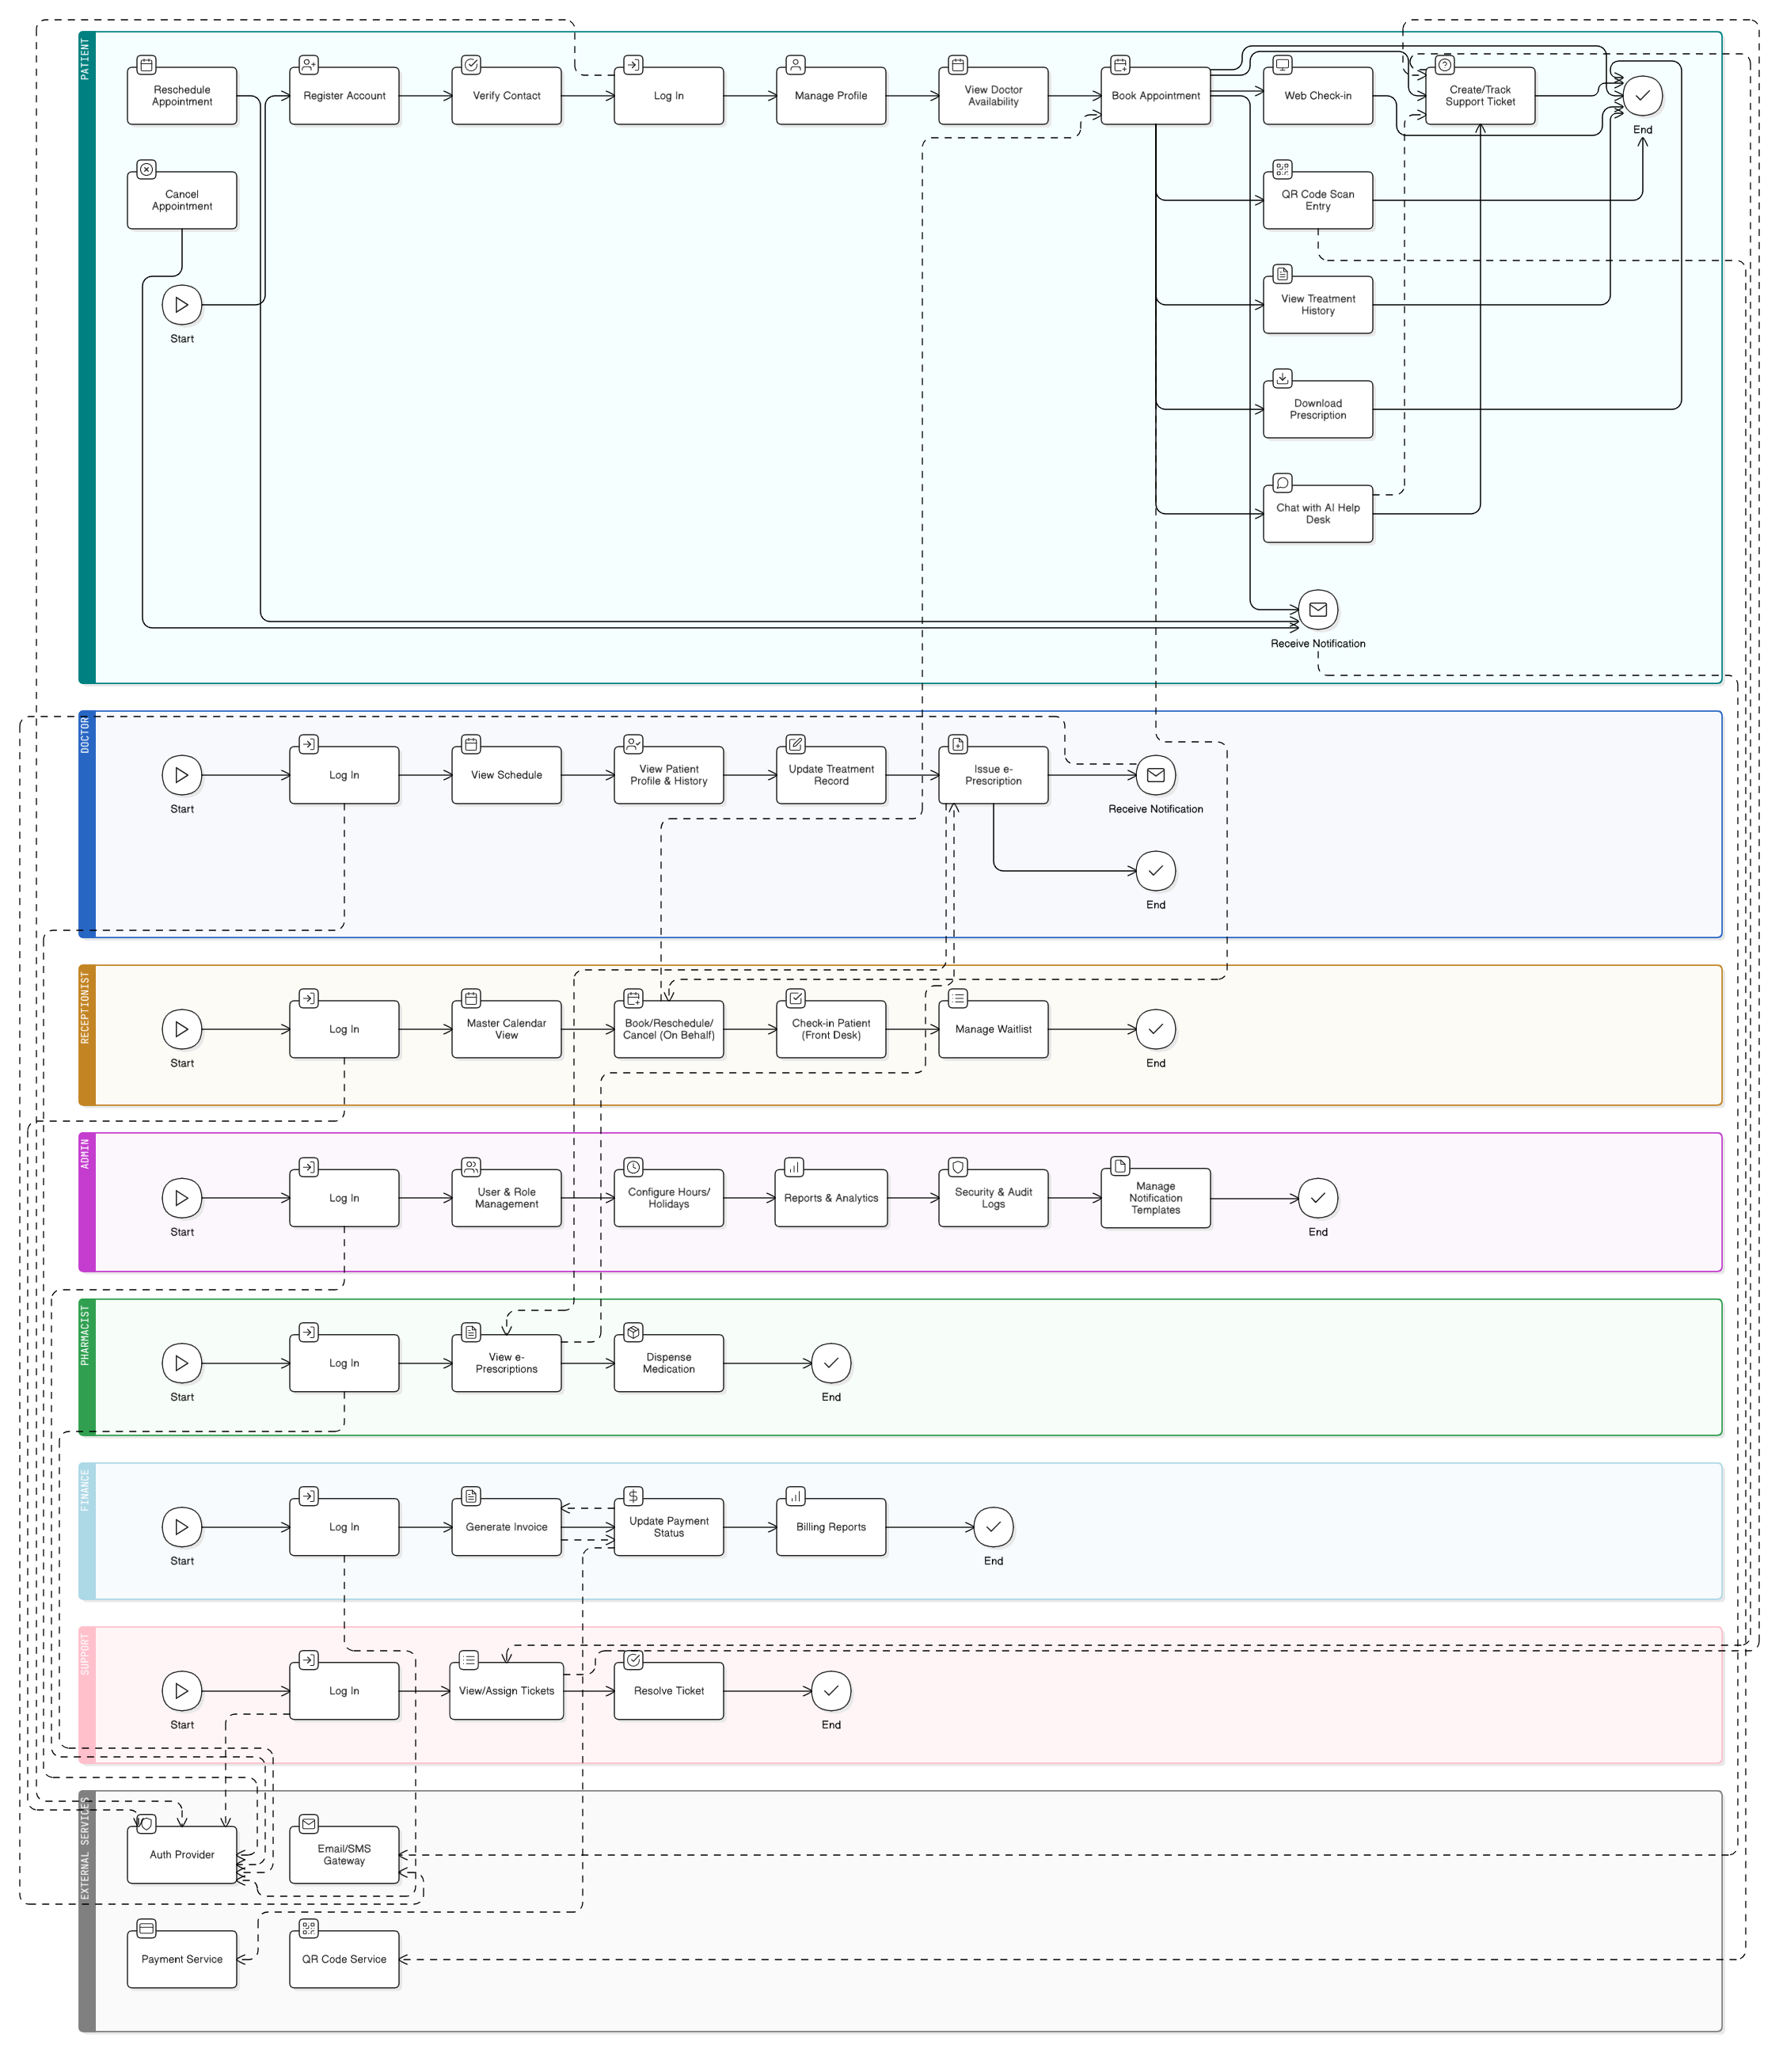 PATIENT
Reschedule
Appointment
Register Account
Verify Contact
Log In
Manage Profile
View Doctor
Availability
Book Appointment
Web Check-in
Create/Track
Support Ticket
End
Cancel
Appointment
QR Code Scan
Entry
Start
View Treatment
History
Download
Prescription
Chat with AI Help
Desk
Receive Notification
DOCTOR
Start
Log In
View Schedule
View Patient
Profile & History
Update Treatment
Record
Issue e-
Prescription
Receive Notification
End
RECEPTIONIST
Start
Log In
Master Calendar
View
Book/Reschedule/
Cancel (On Behalf)
Check-in Patient
(Front Desk)
Manage Waitlist
End
ADMIN
Start
Log In
User & Role
Management
Configure Hours/
Holidays
Reports & Analytics
Security & Audit
Logs
Manage
Notification
Templates
End
PHARMACIST
Start
Log In
View e-
Prescriptions
Dispense
Medication
End
FINANCE
Start
Log In
Generate Invoice
Update Payment
Status
Billing Reports
End
SUPPORT
Start
Log In
View/Assign Tickets
Resolve Ticket
End
EXTERNAL SERVICES
Auth Provider
Email/SMS
Gateway
Payment Service
QR Code Service